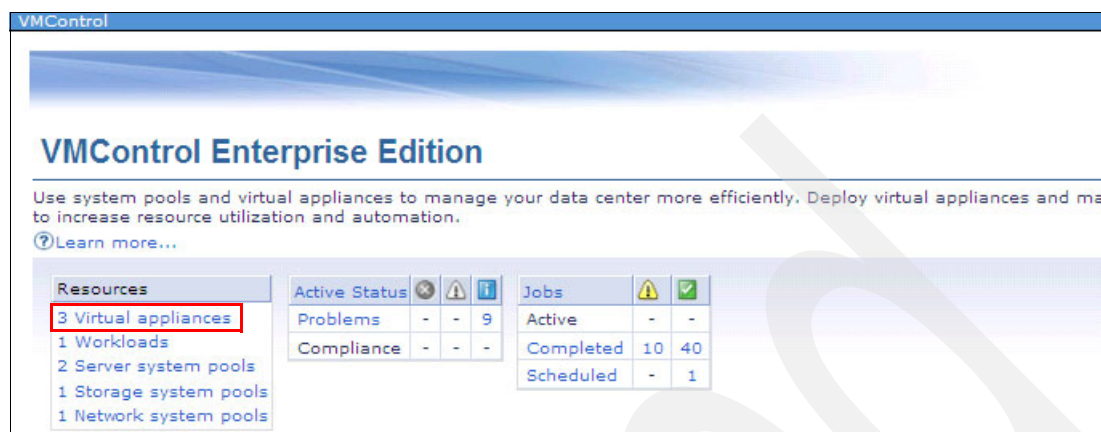 VMControl
VMControl Enterprise Edition
Use system pools and virtual appliances to manage your data center more efficiently. Deploy virtual appliances and ma
to increase resource utilization and automation.
?Learn more...
Resources
3 Virtual appliances
1 Workloads
2 Server system pools
1 Storage system pools
1 Network system pools
Active Status
Problems - - 9
Compliance - - -
Jobs
Active - -
Completed 10 40
Scheduled - 1